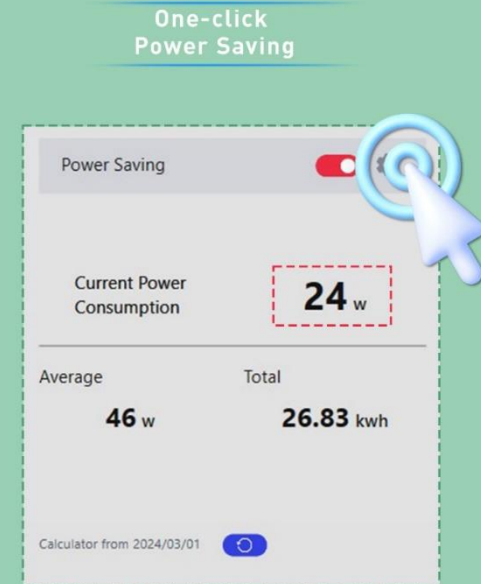 One-click
Power Saving
Power Saving
Current Power
Consumption
24 w
Average
Total
46 w
26.83 kwh
Calculator from 2024/03/01